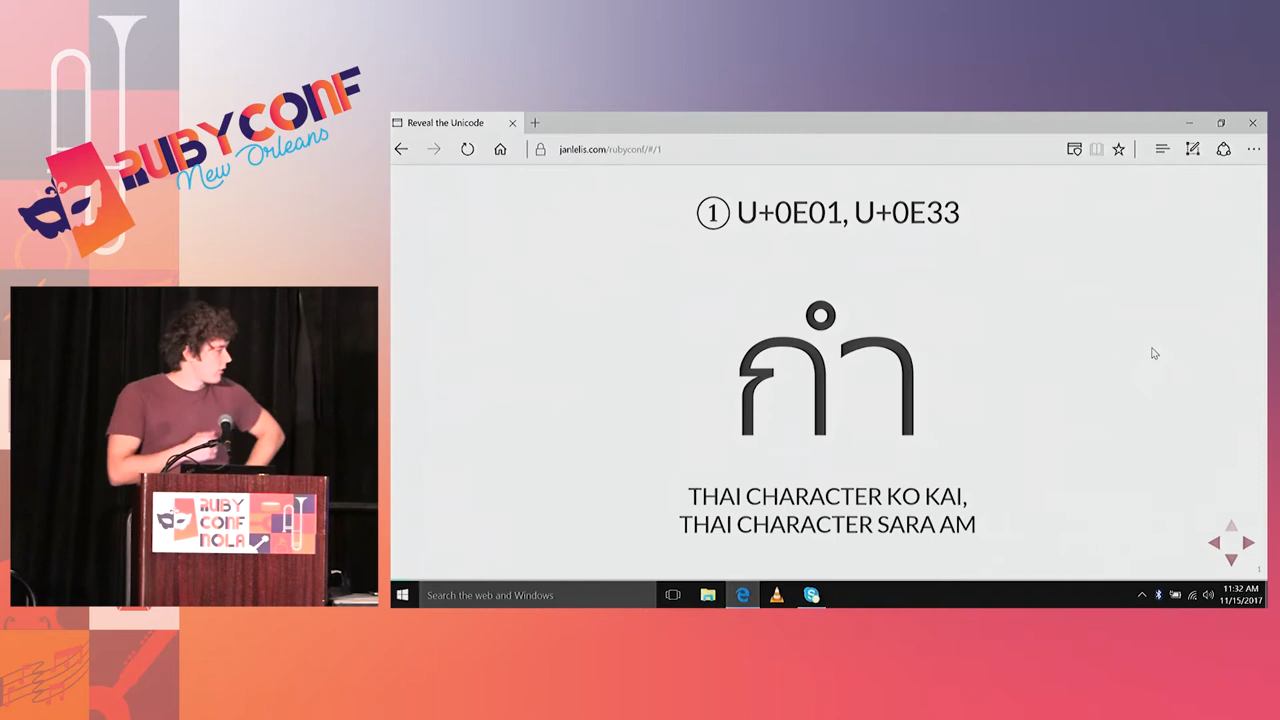 RUBYCONF
New Orleans
RUBY
CONF
NOLA
Reveal the Unicode
janlelis.com/rubyconf/#/1
① U+0E01, U+0E33
กำ
THAI CHARACTER KO KAI,
THAI CHARACTER SARA AM
1
Search the web and Windows
11:32 AM
11/15/2017